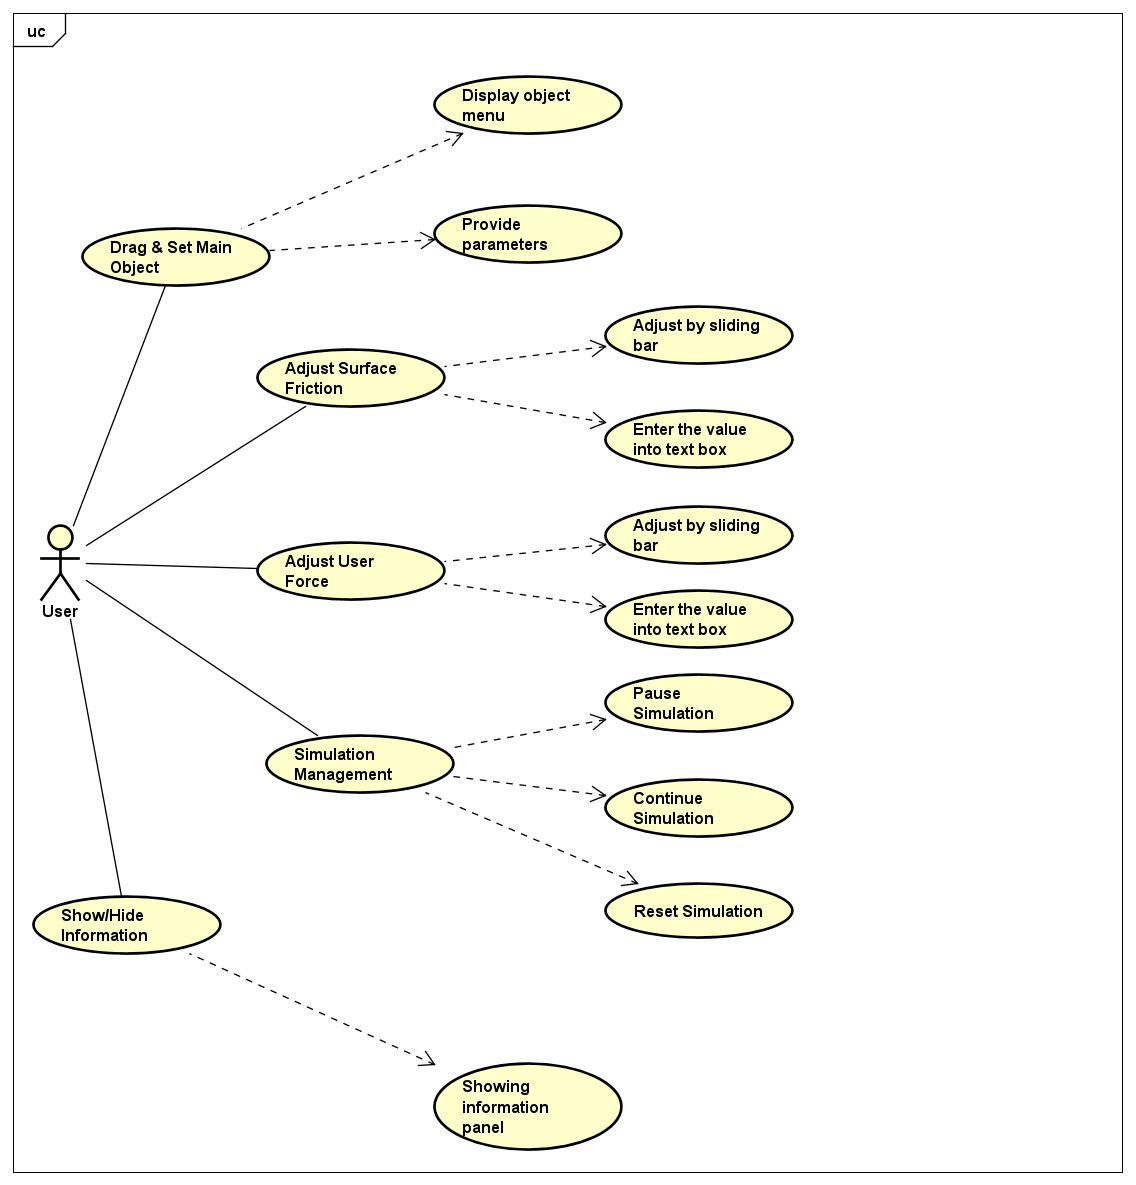 uc
Display object
menu
Provide
parameters
Drag & Set Main
Object
Adjust by sliding
bar
Adjust Surface
Friction
Enter the value
into text box
Adjust by sliding
bar
Adjust User
Force
Enter the value
into text box
User
Pause
Simulation
Simulation
Management
Continue
Simulation
Reset Simulation
Show/Hide
Information
Showing
information
panel